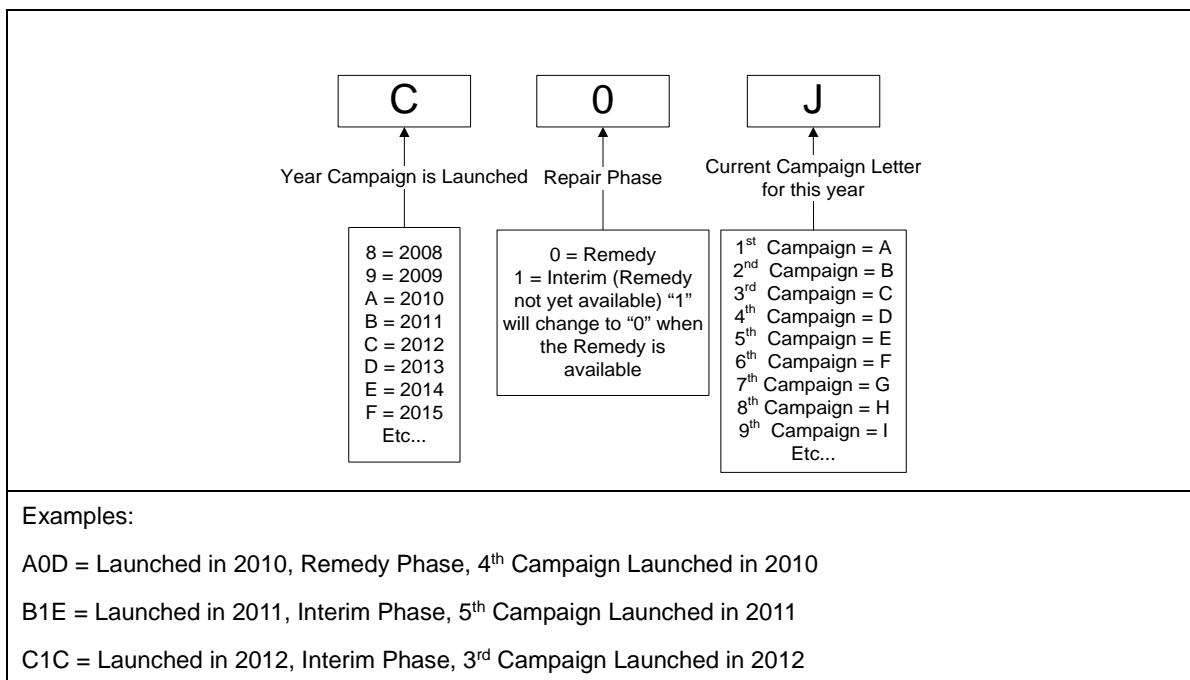 C 0 J
Year Campaign is Launched Repair Phase Current Campaign Letter
for this year
8 = 2008
9 = 2009
A = 2010
B = 2011
C = 2012
D = 2013
E = 2014
F = 2015
Etc...
0 = Remedy
1 = Interim (Remedy
not yet available) “1”
will change to “0” when
the Remedy is
available
1st Campaign = A
2nd Campaign = B
3rd Campaign = C
4th Campaign = D
5th Campaign = E
6th Campaign = F
7th Campaign = G
8th Campaign = H
9th Campaign = I
Etc...
Examples:
A0D = Launched in 2010, Remedy Phase, 4th Campaign Launched in 2010
B1E = Launched in 2011, Interim Phase, 5th Campaign Launched in 2011
C1C = Launched in 2012, Interim Phase, 3rd Campaign Launched in 2012